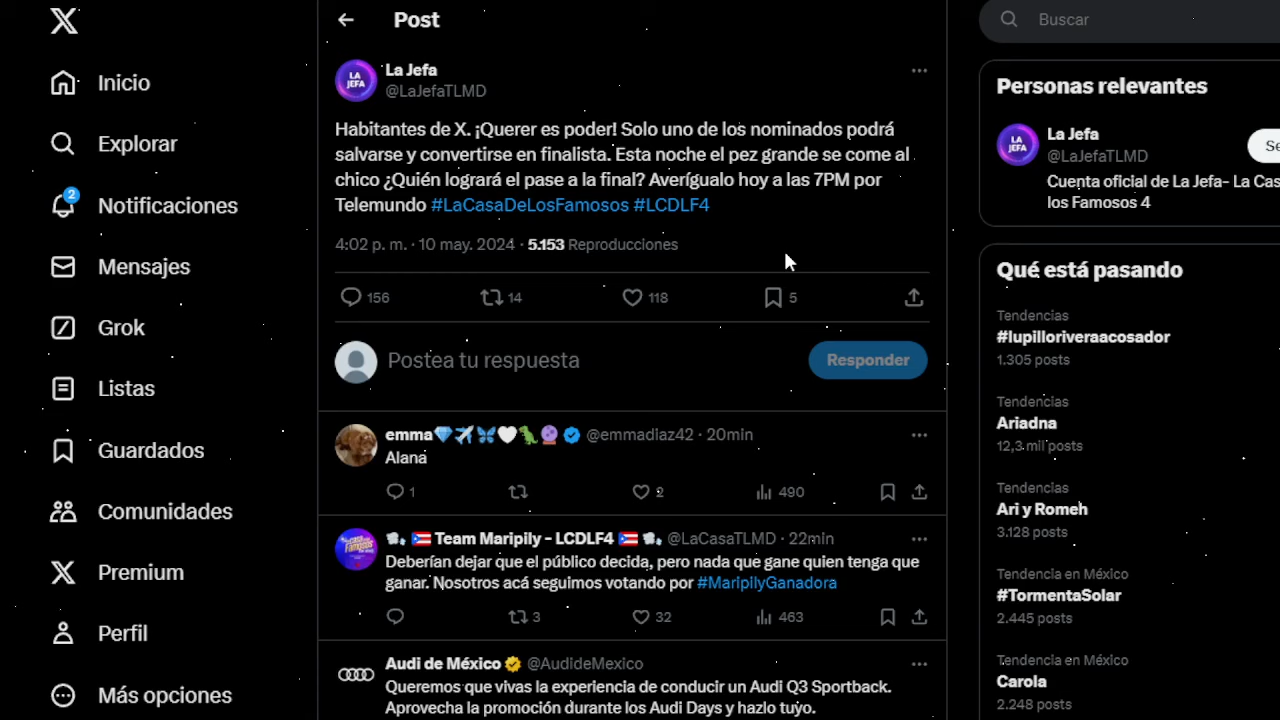 Post
Buscar
Inicio
Explorar
2
Notificaciones
Mensajes
Grok
Listas
Guardados
Comunidades
Premium
Perfil
Más opciones
LA JEFA
La Jefa
@LaJefaTLMD
Habitantes de X. ¡Querer es poder! Solo uno de los nominados podrá
salvarse y convertirse en finalista. Esta noche el pez grande se come al
chico ¿Quién logrará el pase a la final? Averígualo hoy a las 7PM por
Telemundo #LaCasaDeLosFamosos #LCDLF4
4:02 p. m. · 10 may. 2024 · 5.153 Reproducciones
156 14 118 5
Postea tu respuesta
Responder
emma💎✈️🦋🤍🦖🔮 @emmadiaz42 · 20min
Alana
1 2 490
🇵🇷 Team Maripily - LCDLF4 🇵🇷 @LaCasaTLMD · 22min
Deberían dejar que el público decida, pero nada que gane quien tenga que
ganar. Nosotros acá seguimos votando por #MaripilyGanadora
3 32 463
Audi de México @AudideMexico
Queremos que vivas la experiencia de conducir un Audi Q3 Sportback.
Aprovecha la promoción durante los Audi Days y hazlo tuyo.
Personas relevantes
LA JEFA
La Jefa
@LaJefaTLMD
Se
Cuenta oficial de La Jefa- La Cas
los Famosos 4
Qué está pasando
Tendencias
#lupilloriveraacosador
1.305 posts
Tendencias
Ariadna
12,3 mil posts
Tendencias
Ari y Romeh
3.128 posts
Tendencia en México
#TormentaSolar
2.445 posts
Tendencia en México
Carola
2.248 posts